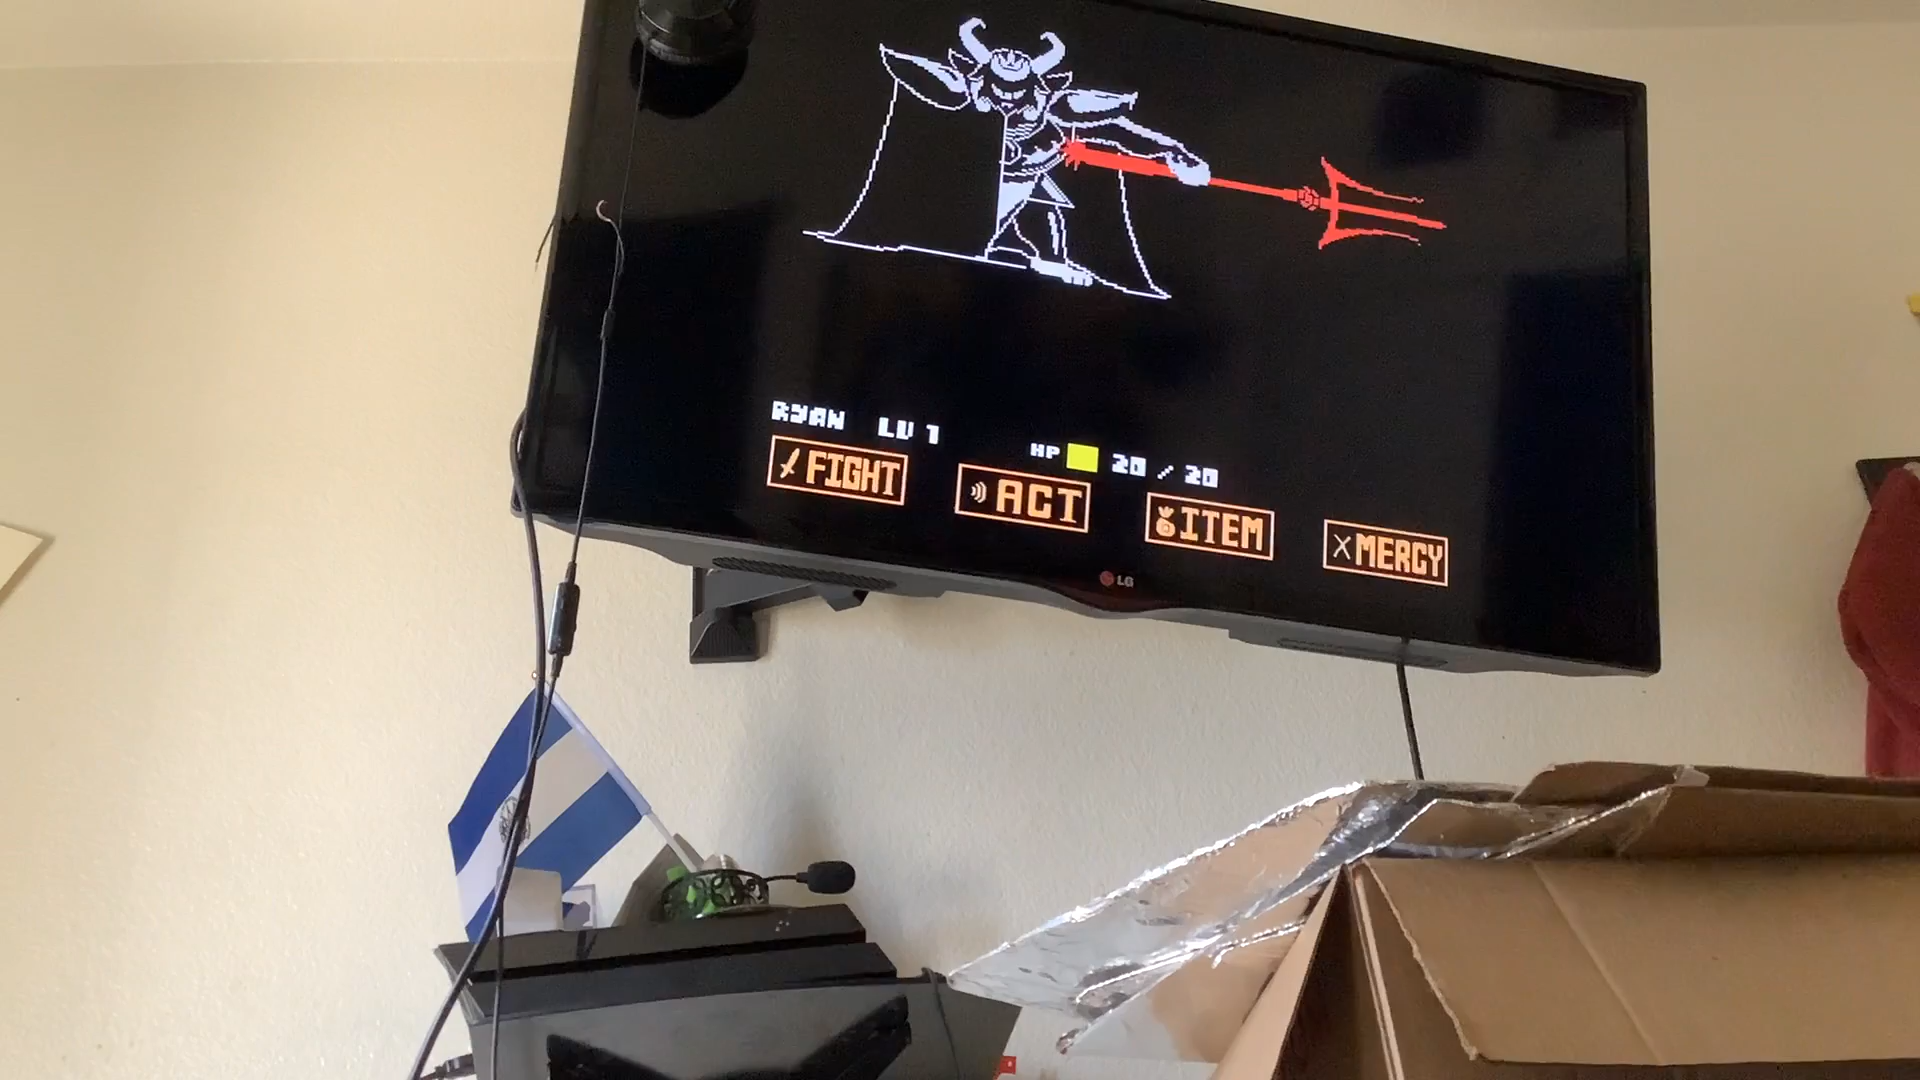 RYAN LV 1 HP 20 / 20
FIGHT
ACT
ITEM
MERCY
LG